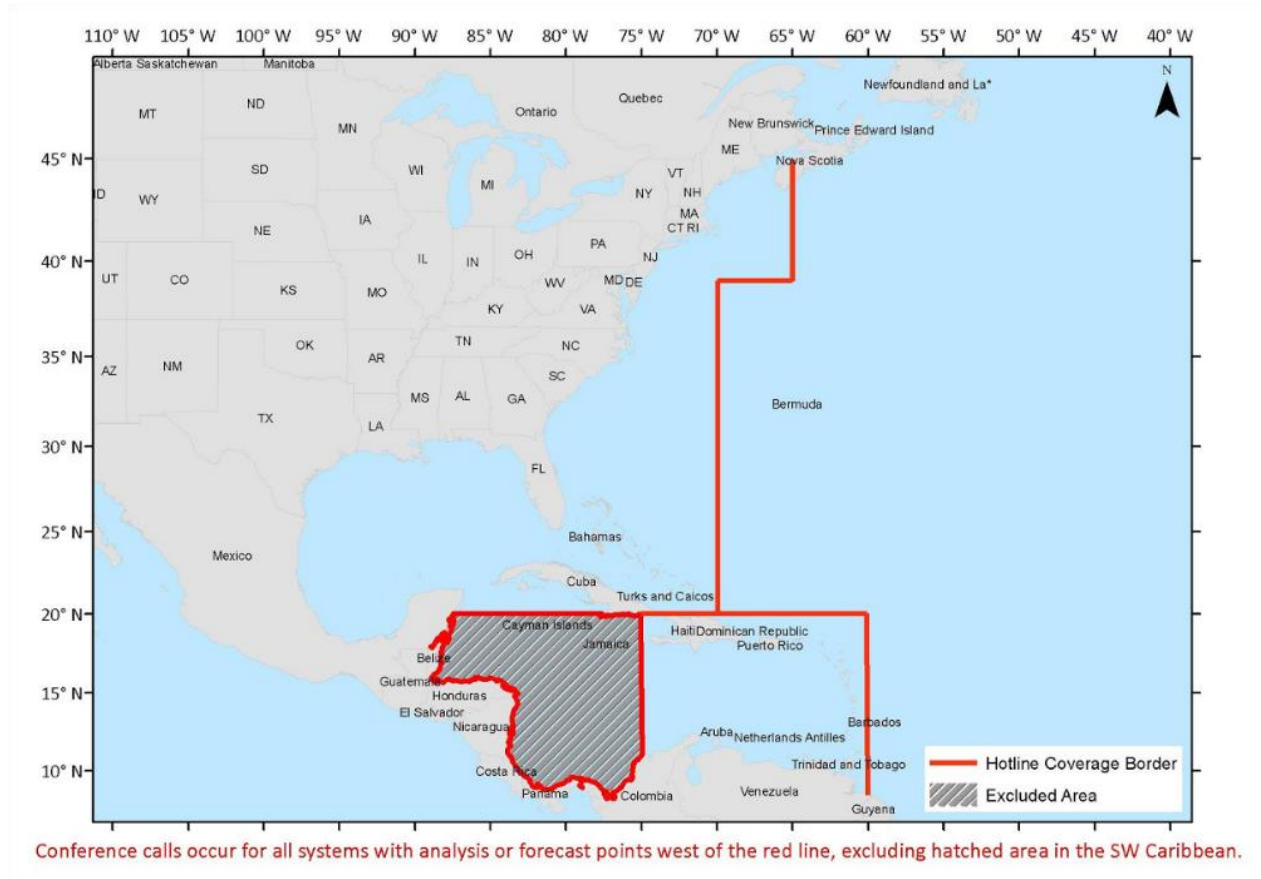 110° W 105° W 100° W 95° W 90° W 85° W 80° W 75° W 70° W 65° W 60° W 55° W 50° W 45° W 40° W
Alberta Saskatchewan Manitoba
N
Newfoundland and La*
Quebec
ND
MT
Ontario
MN
New Brunswick
Prince Edward Island
ME
45° N
Nova Scotia
SD
WI
VT
MI
ID
WY
NY
NH
IA
MA
CT RI
NE
PA
OH
NJ
40° N
IL
IN
UT
CO
WV
MD DE
KS
MO
KY
VA
TN
NC
OK
35° N
AR
NM
AZ
SC
MS
AL
GA
Bermuda
TX
LA
30° N
FL
25° N
Bahamas
Mexico
Cuba
Turks and Caicos
20° N
Cayman Islands
Haiti Dominican Republic
Jamaica
Puerto Rico
Belize
15° N
Guatemala
Honduras
El Salvador
Barbados
Nicaragua
Aruba
Netherlands Antilles
10° N
Costa Rica
Trinidad and Tobago
Panama
Colombia
Venezuela
Guyana
Hotline Coverage Border
Excluded Area
Conference calls occur for all systems with analysis or forecast points west of the red line, excluding hatched area in the SW Caribbean.